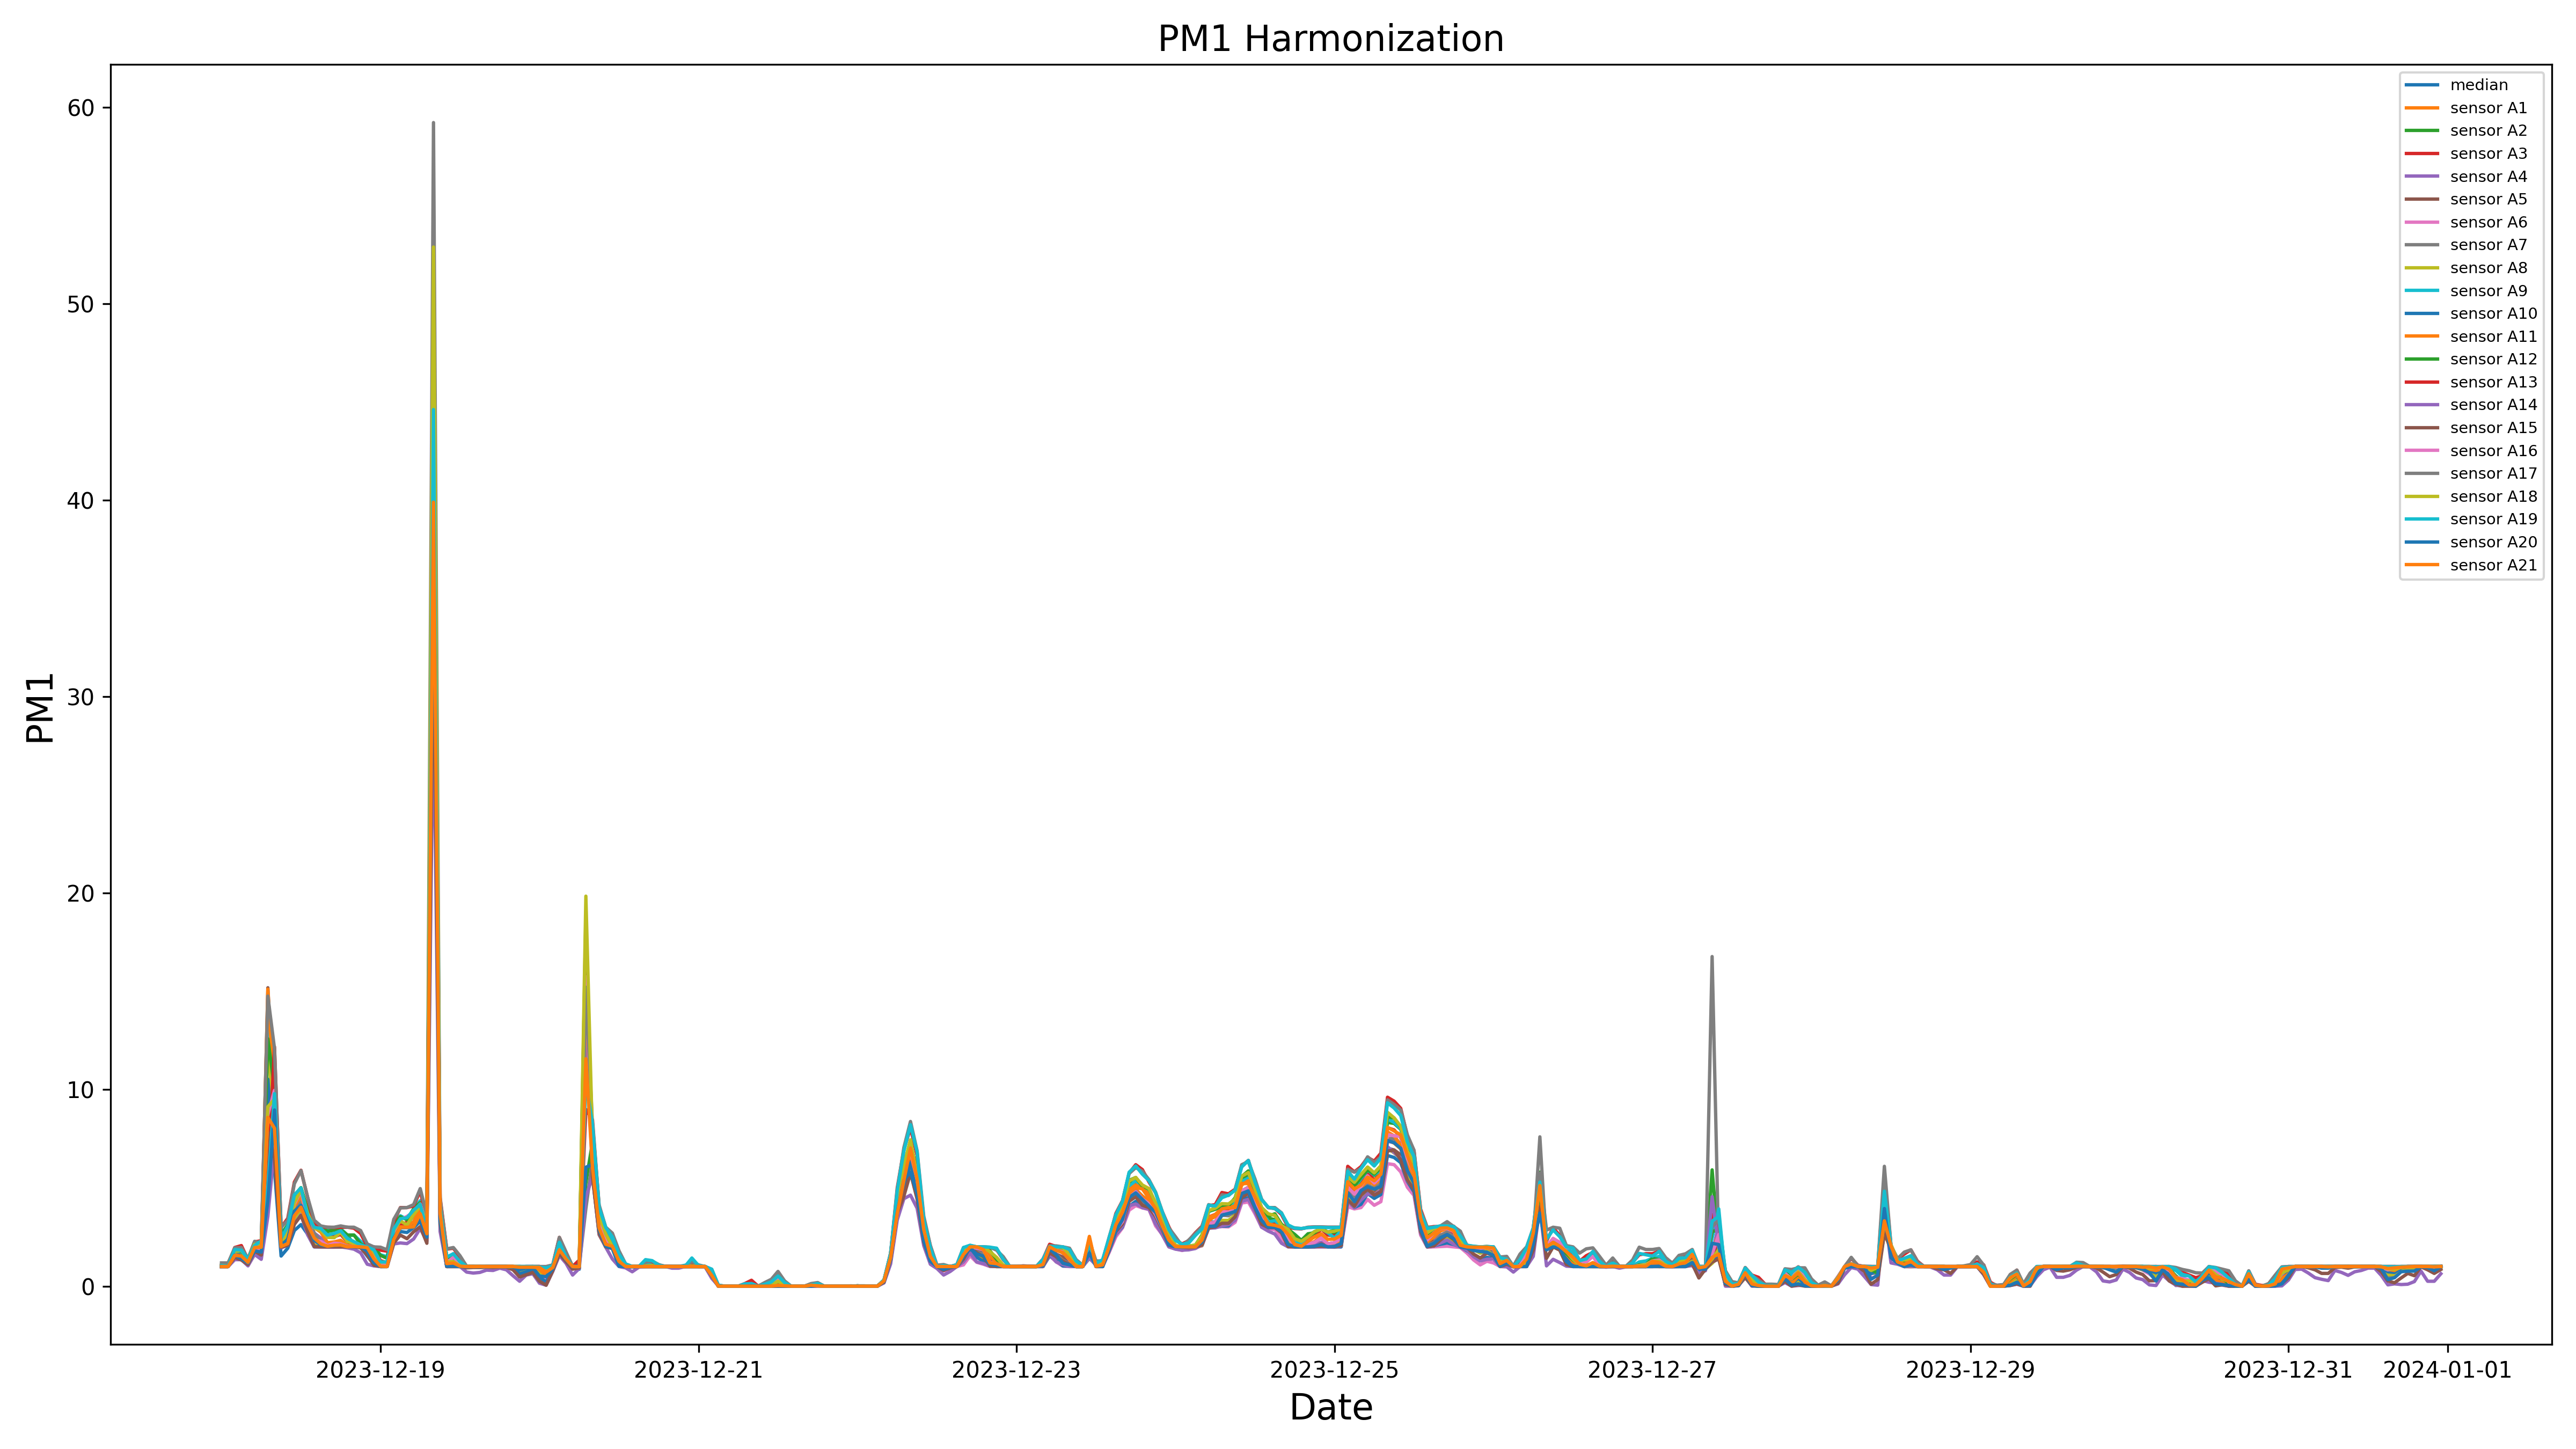 PM1 Harmonization
60
50
40
30
20
10
0
PM1
median
sensor A1
sensor A2
sensor A3
sensor A4
sensor A5
sensor A6
sensor A7
sensor A8
sensor A9
sensor A10
sensor A11
sensor A12
sensor A13
sensor A14
sensor A15
sensor A16
sensor A17
sensor A18
sensor A19
sensor A20
sensor A21
2023-12-19 2023-12-21 2023-12-23 2023-12-25 2023-12-27 2023-12-29 2023-12-31 2024-01-01
Date